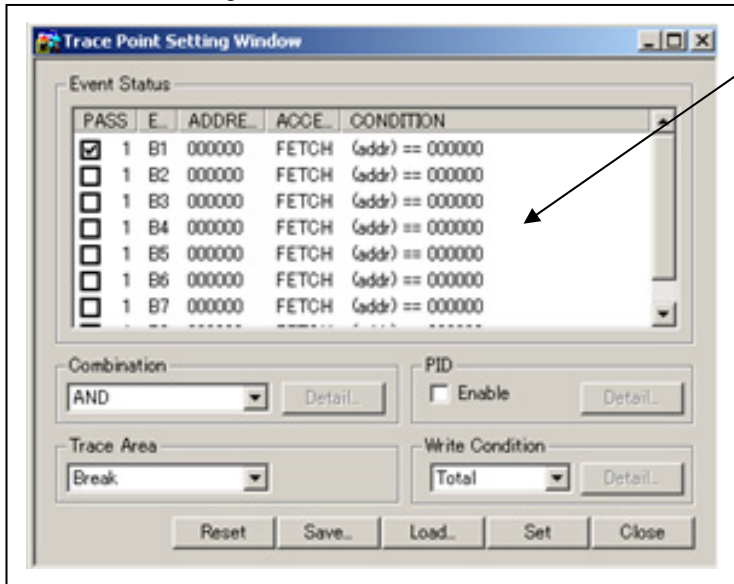 Trace Point Setting Window
Event Status
PASS E... ADDRE... ACCE... CONDITION
1 B1 000000 FETCH (addr) == 000000
1 B2 000000 FETCH (addr) == 000000
1 B3 000000 FETCH (addr) == 000000
1 B4 000000 FETCH (addr) == 000000
1 B5 000000 FETCH (addr) == 000000
1 B6 000000 FETCH (addr) == 000000
1 B7 000000 FETCH (addr) == 000000
Combination
AND Detail...
PID
Enable Detail...
Trace Area
Break
Write Condition
Total Detail...
Reset Save... Load... Set Close